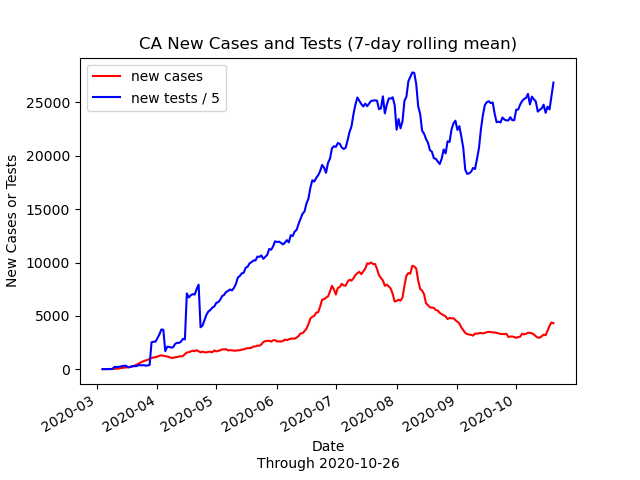 CA New Cases and Tests (7-day rolling mean)
new cases
new tests / 5
New Cases or Tests
25000
20000
15000
10000
5000
0
2020-03
2020-04
2020-05
2020-06
2020-07
2020-08
2020-09
2020-10
Date
Through 2020-10-26